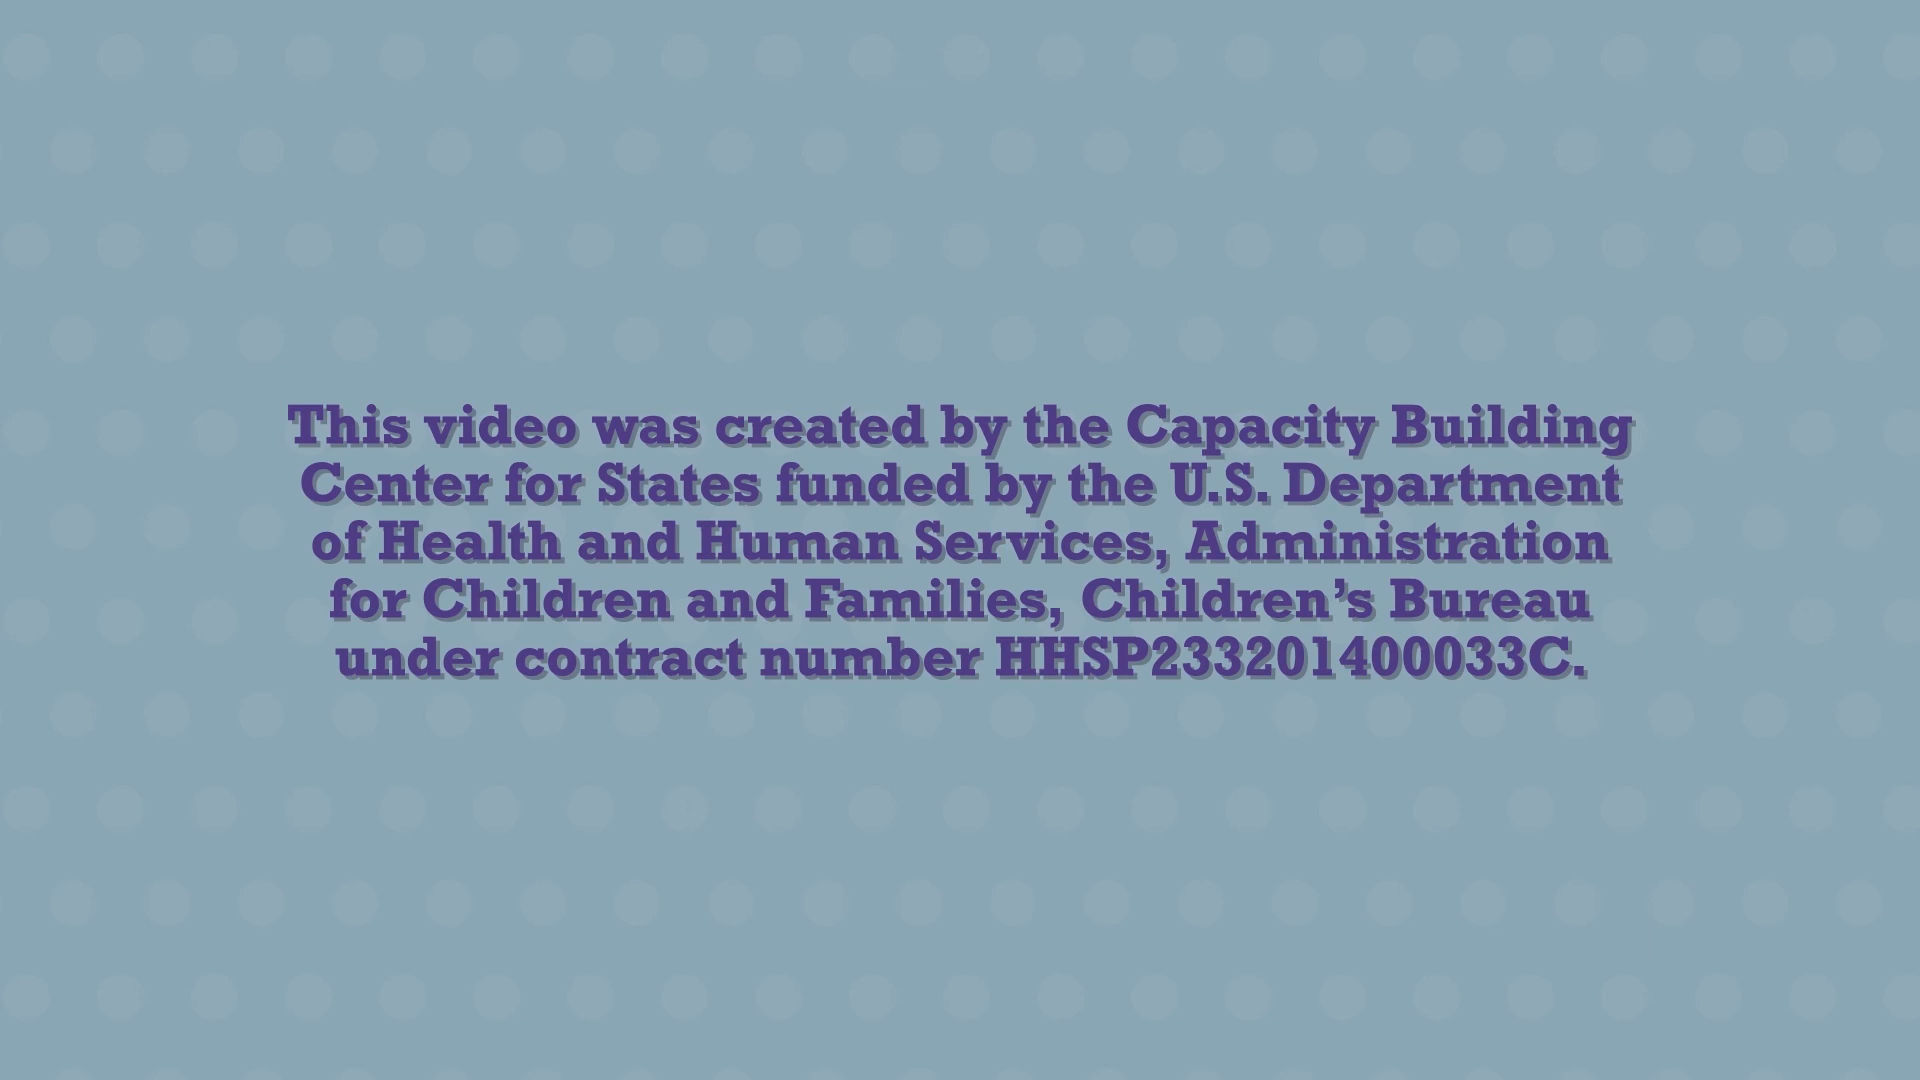 This video was created by the Capacity Building
Center for States funded by the U.S. Department
of Health and Human Services, Administration
for Children and Families, Children’s Bureau
under contract number HHSP233201400033C.